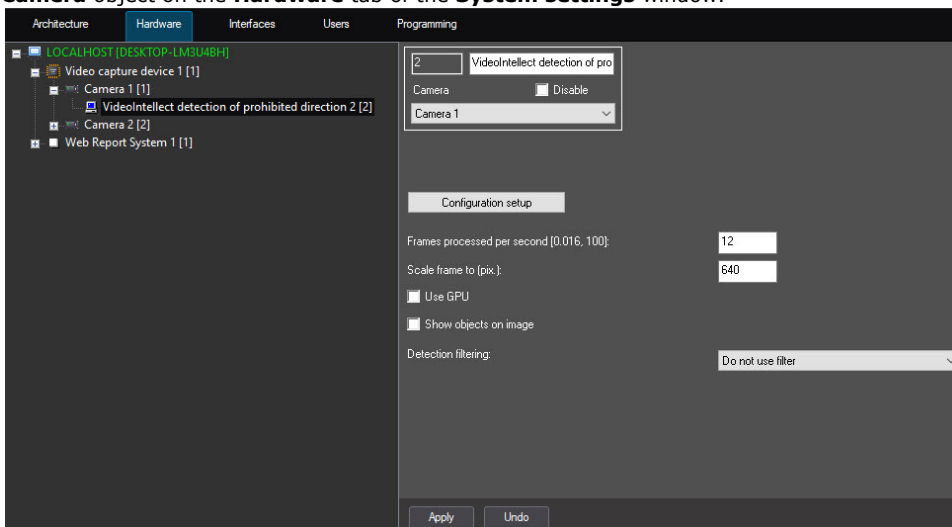 Camera object on the Hardware tab of the System settings window.
Architecture Hardware Interfaces Users Programming
LOCALHOST [DESKTOP-LM3U4BH]
Video capture device 1 [1]
Camera 1 [1]
VideoIntellect detection of prohibited direction 2 [2]
Camera 2 [2]
Web Report System 1 [1]
2 VideoIntellect detection of pro
Camera Disable
Camera 1
Configuration setup
Frames processed per second [0.016, 100]: 12
Scale frame to (pix.): 640
Use GPU
Show objects on image
Detection filtering: Do not use filter
Apply Undo